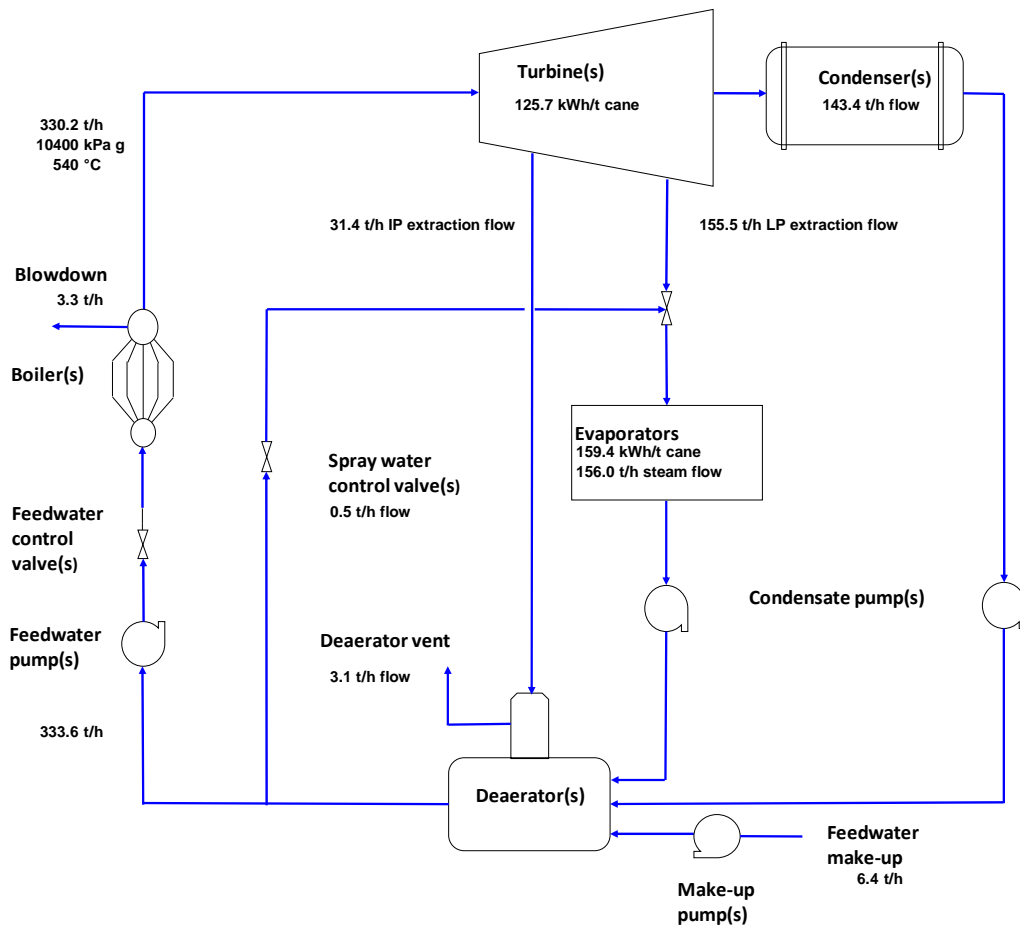 Turbine(s)
125.7 kWh/t cane
Condenser(s)
143.4 t/h flow
330.2 t/h
10400 kPa g
540 °C
31.4 t/h IP extraction flow
155.5 t/h LP extraction flow
Blowdown
3.3 t/h
Boiler(s)
Evaporators
159.4 kWh/t cane
156.0 t/h steam flow
Spray water
control valve(s)
0.5 t/h flow
Feedwater
control
valve(s)
Condensate pump(s)
Feedwater
pump(s)
Deaerator vent
3.1 t/h flow
333.6 t/h
Deaerator(s)
Feedwater
make-up
6.4 t/h
Make-up
pump(s)